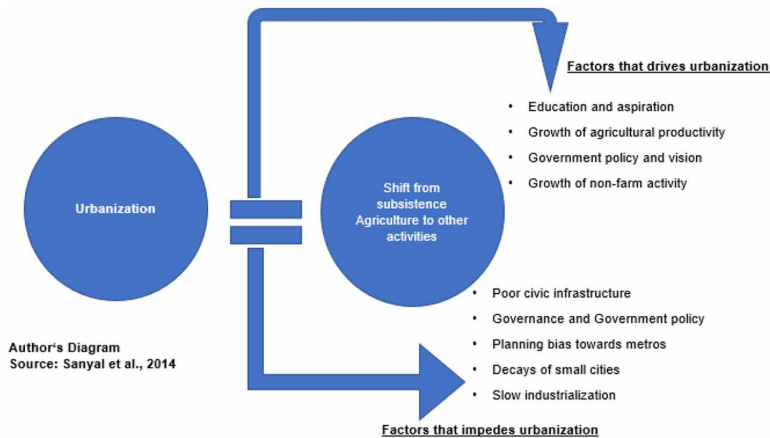 Factors that drives urbanization
• Education and aspiration
• Growth of agricultural productivity
• Government policy and vision
• Growth of non-farm activity
Urbanization
Shift from
subsistence
Agriculture to other
activities
• Poor civic infrastructure
• Governance and Government policy
• Planning bias towards metros
• Decays of small cities
• Slow industrialization
Factors that impedes urbanization
Author's Diagram
Source: Sanyal et al., 2014